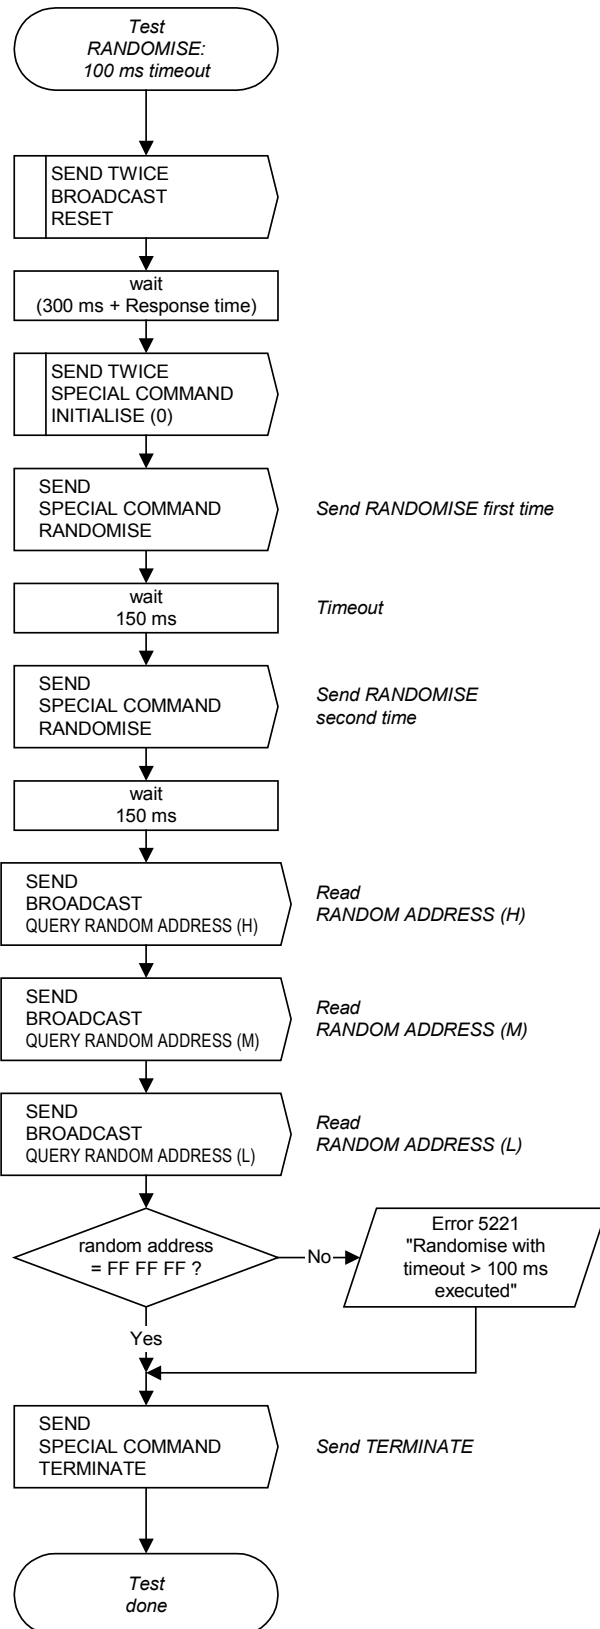 Test
RANDOMISE:
100 ms timeout
SEND TWICE
BROADCAST
RESET
wait
(300 ms + Response time)
SEND TWICE
SPECIAL COMMAND
INITIALISE (0)
SEND
SPECIAL COMMAND
RANDOMISE
Send RANDOMISE first time
wait
150 ms
Timeout
SEND
SPECIAL COMMAND
RANDOMISE
Send RANDOMISE
second time
wait
150 ms
SEND
BROADCAST
QUERY RANDOM ADDRESS (H)
Read
RANDOM ADDRESS (H)
SEND
BROADCAST
QUERY RANDOM ADDRESS (M)
Read
RANDOM ADDRESS (M)
SEND
BROADCAST
QUERY RANDOM ADDRESS (L)
Read
RANDOM ADDRESS (L)
random address
= FF FF FF ?
No
Error 5221
"Randomise with
timeout > 100 ms
executed"
Yes
SEND
SPECIAL COMMAND
TERMINATE
Send TERMINATE
Test
done